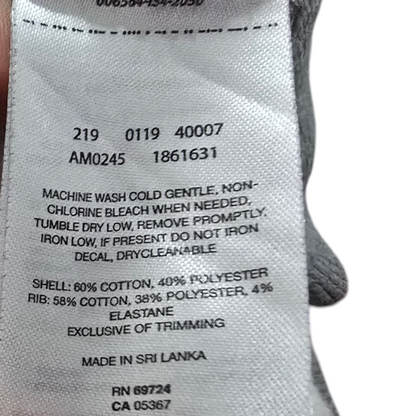 219 0119 40007
AM0245 1861631
MACHINE WASH COLD GENTLE, NON-
CHLORINE BLEACH WHEN NEEDED,
TUMBLE DRY LOW, REMOVE PROMPTLY.
IRON LOW, IF PRESENT DO NOT IRON
DECAL, DRYCLEANABLE
SHELL: 60% COTTON, 40% POLYESTER
RIB: 58% COTTON, 38% POLYESTER, 4%
ELASTANE
EXCLUSIVE OF TRIMMING
MADE IN SRI LANKA
RN 69724
CA 05367